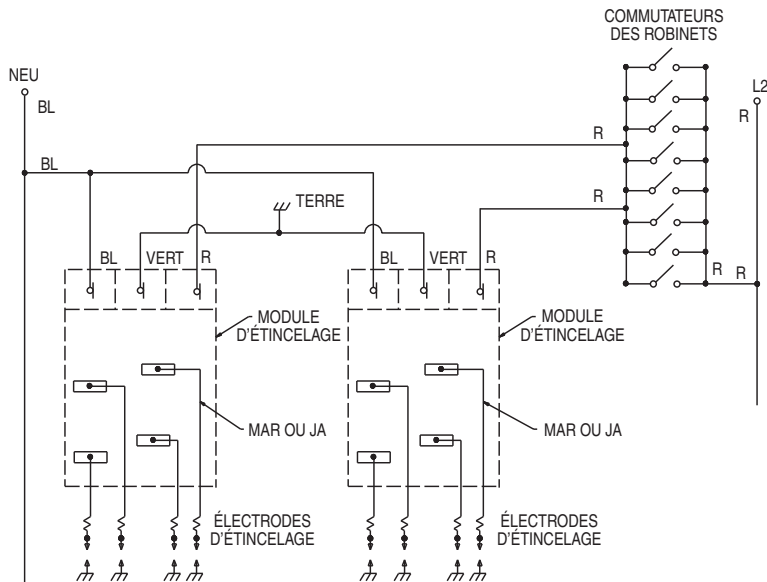 COMMUTATEURS
DES ROBINETS
NEU
L2
BL
R
BL
R
R
TERRE
BL
VERT
R
BL
VERT
R
R
R
MODULE
D'ÉTINCELAGE
MODULE
D'ÉTINCELAGE
MAR OU JA
MAR OU JA
ÉLECTRODES
D'ÉTINCELAGE
ÉLECTRODES
D'ÉTINCELAGE